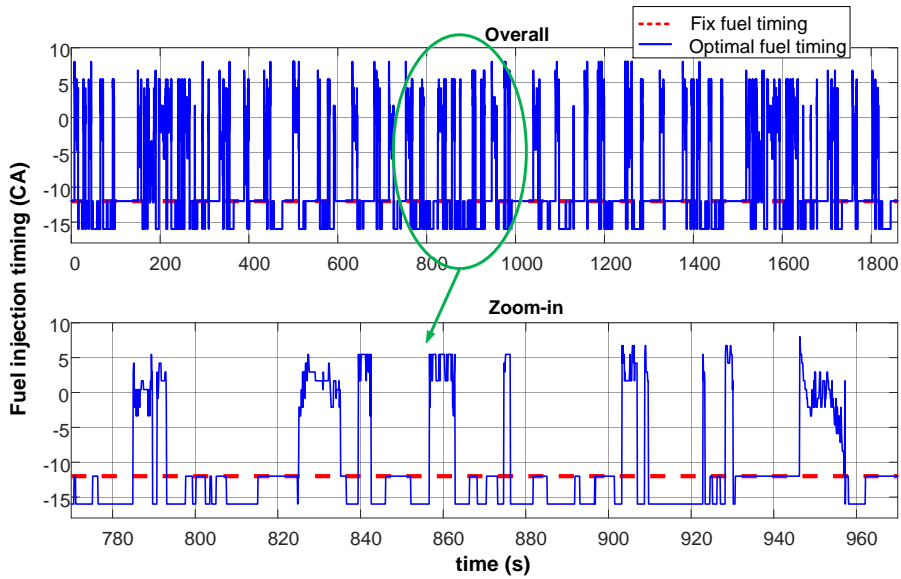 Fix fuel timing
Optimal fuel timing
Overall
Fuel injection timing (CA)
10
5
0
-5
-10
-15
0 200 400 600 800 1000 1200 1400 1600 1800
Zoom-in
10
5
0
-5
-10
-15
780 800 820 840 860 880 900 920 940 960
time (s)